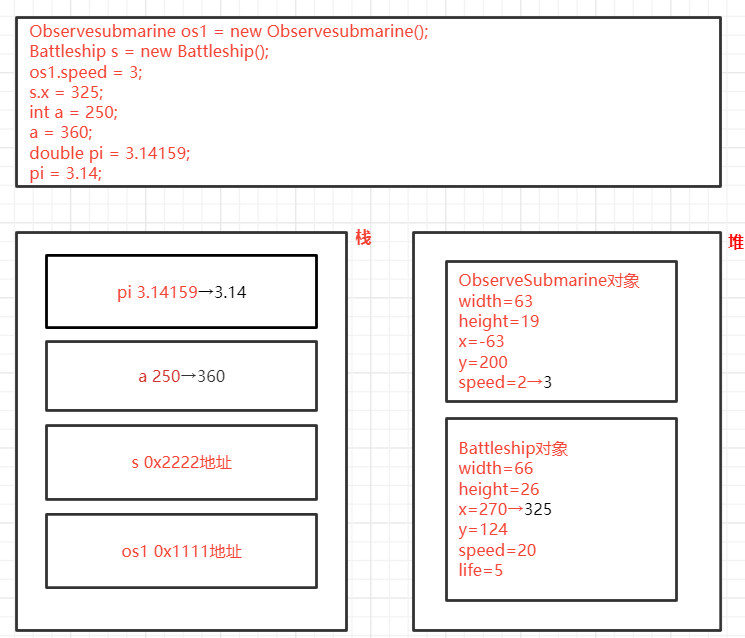 Observesubmarine os1 = new Observesubmarine();
Battleship s = new Battleship();
os1.speed = 3;
s.x = 325;
int a = 250;
a = 360;
double pi = 3.14159;
pi = 3.14;
栈
pi 3.14159→3.14
a 250→360
s 0x2222地址
os1 0x1111地址
堆
ObserveSubmarine对象
width=63
height=19
x=-63
y=200
speed=2→3
Battleship对象
width=66
height=26
x=270→325
y=124
speed=20
life=5